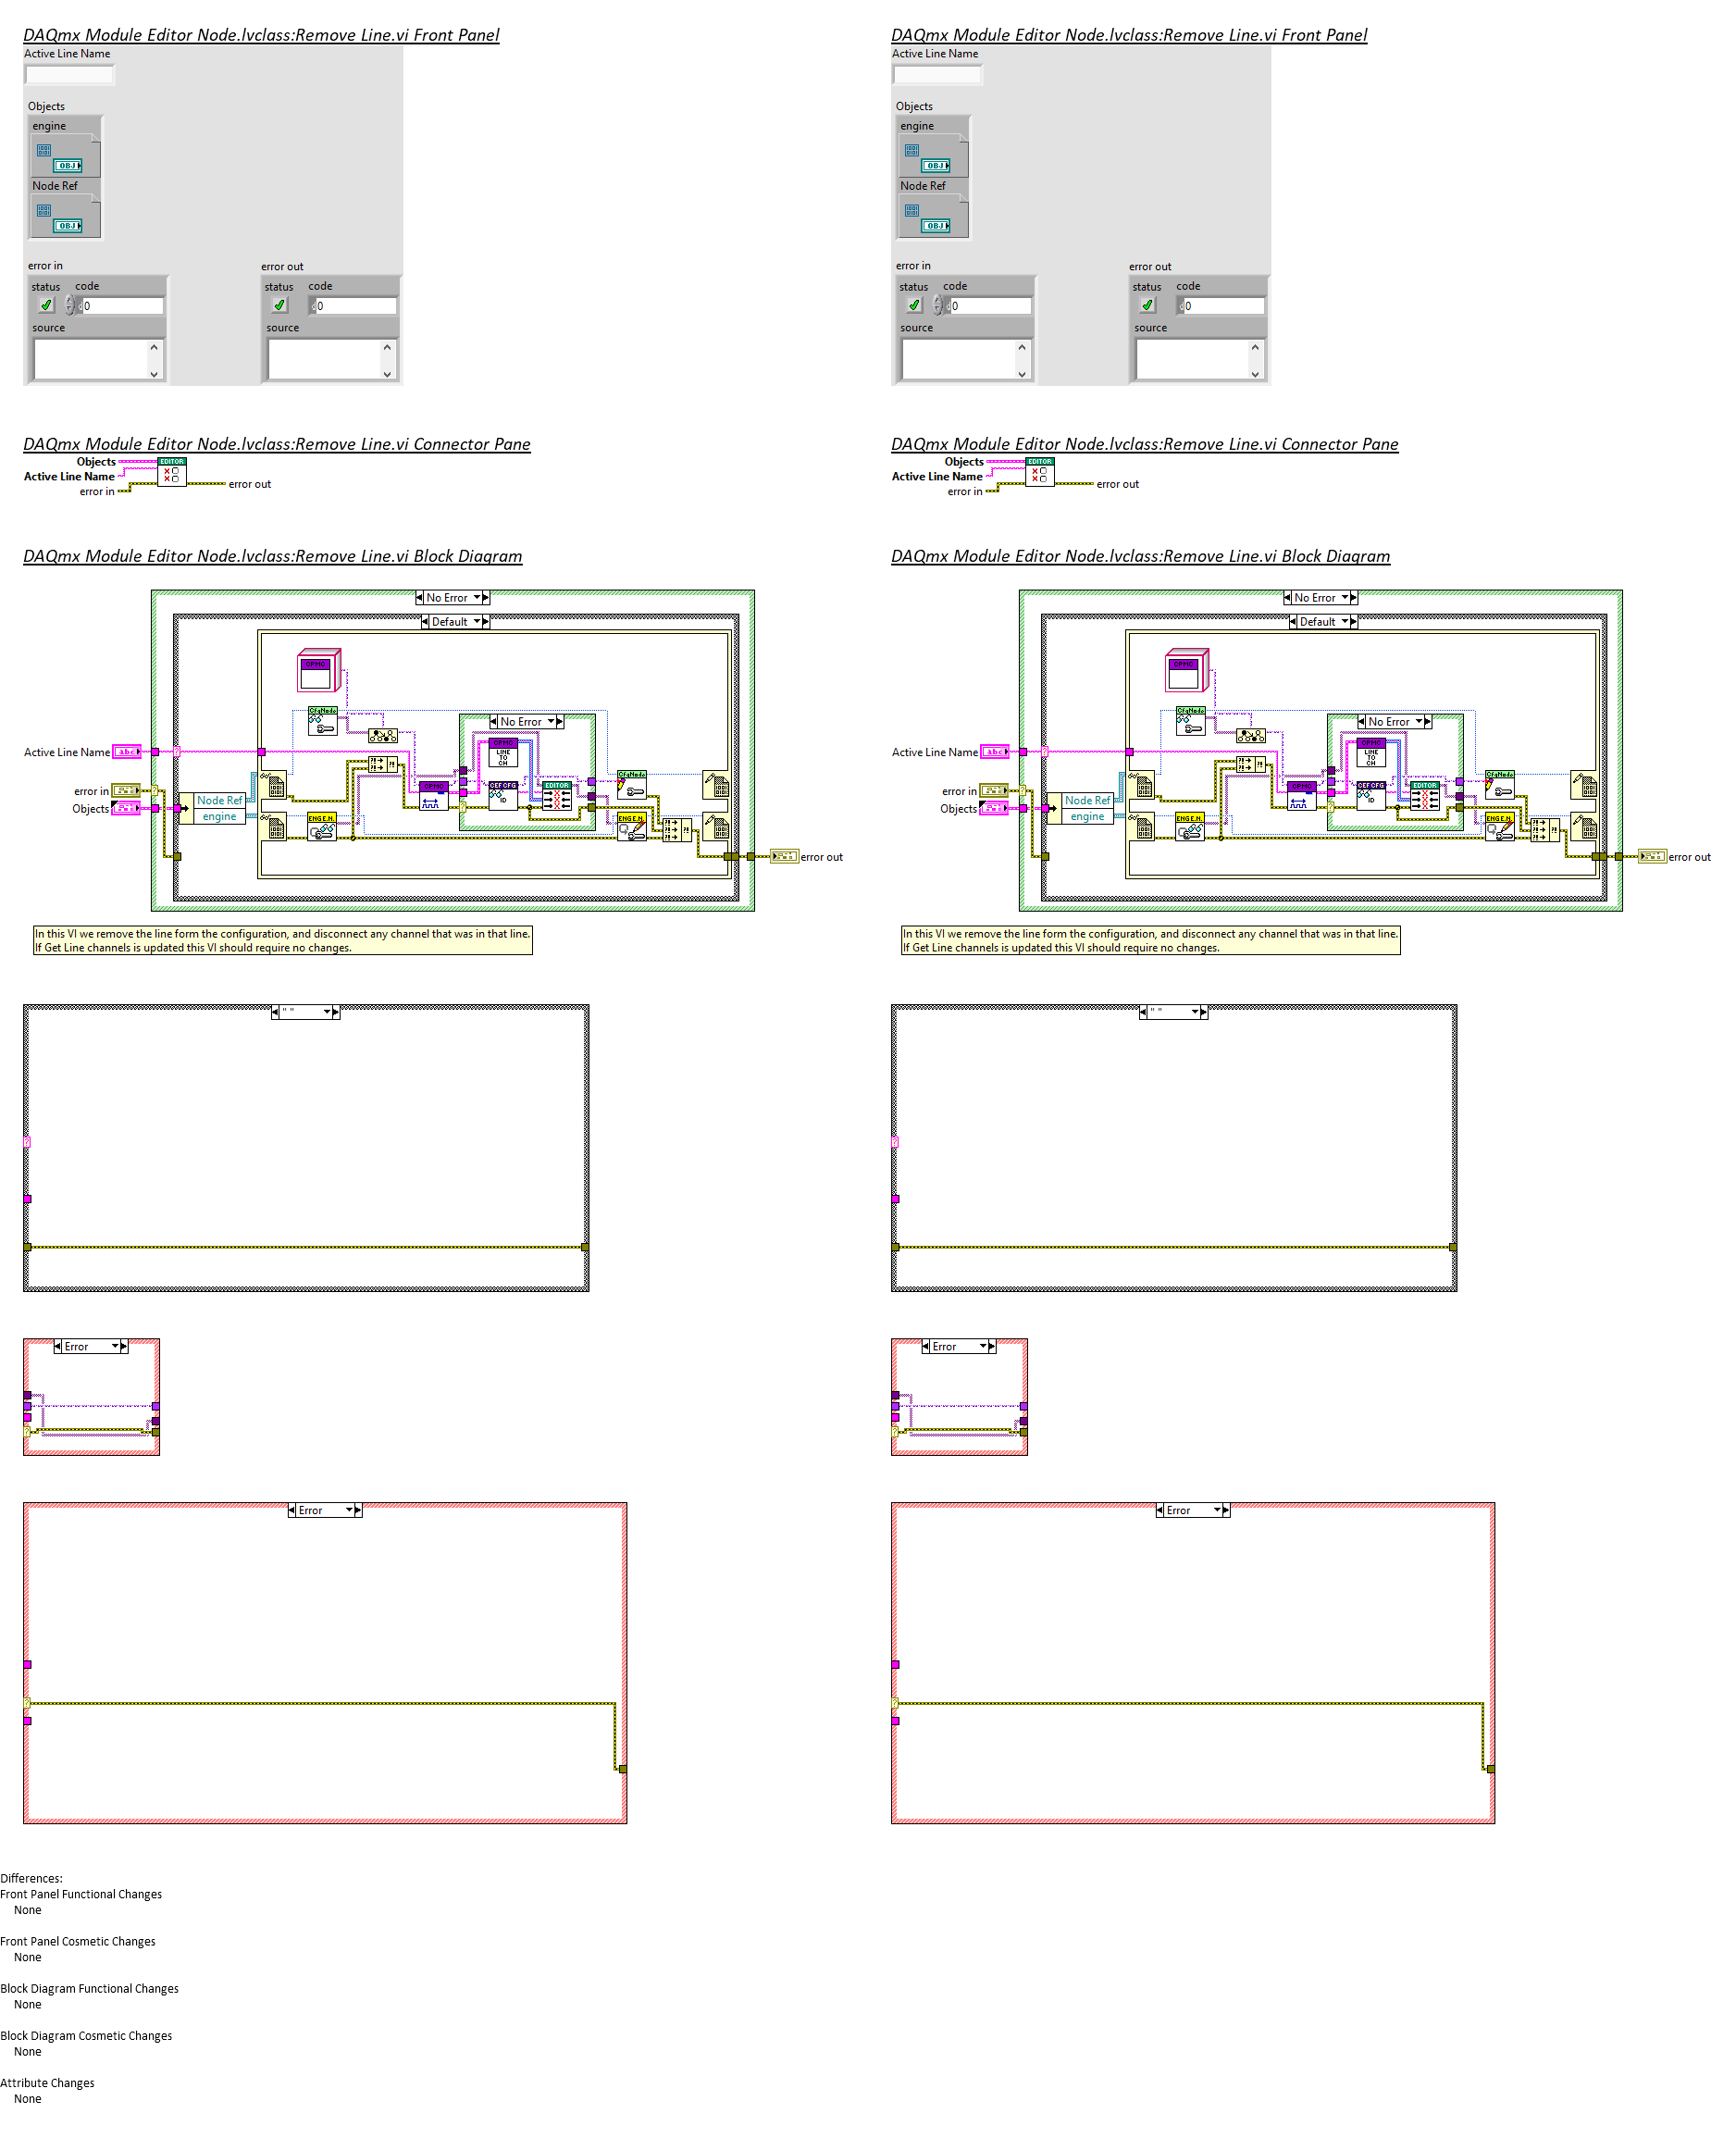 DAQmx Module Editor Node.lvclass:Remove Line.vi Front Panel
Active Line Name
Objects
engine
OBJ
Node Ref
OBJ
error in
error out
status code
0
status code
0
source
source
DAQmx Module Editor Node.lvclass:Remove Line.vi Front Panel
Active Line Name
Objects
engine
OBJ
Node Ref
OBJ
error in
error out
status code
0
status code
0
source
source
DAQmx Module Editor Node.lvclass:Remove Line.vi Connector Pane
Objects
EDITOR
Active Line Name
error in
error out
DAQmx Module Editor Node.lvclass:Remove Line.vi Connector Pane
Objects
EDITOR
Active Line Name
error in
error out
DAQmx Module Editor Node.lvclass:Remove Line.vi Block Diagram
No Error
Default
No Error
Active Line Name
abc
LINE
TO
CH
error in
Objects
Node Ref
engine
ID
EDITOR
error out
In this VI we remove the line form the configuration, and disconnect any channel that was in that line.
If Get Line channels is updated this VI should require no changes.
DAQmx Module Editor Node.lvclass:Remove Line.vi Block Diagram
No Error
Default
No Error
Active Line Name
abc
LINE
TO
CH
error in
Objects
Node Ref
engine
ID
EDITOR
error out
In this VI we remove the line form the configuration, and disconnect any channel that was in that line.
If Get Line channels is updated this VI should require no changes.
" "
" "
Error
Error
Error
Error
Differences:
Front Panel Functional Changes
None
Front Panel Cosmetic Changes
None
Block Diagram Functional Changes
None
Block Diagram Cosmetic Changes
None
Attribute Changes
None